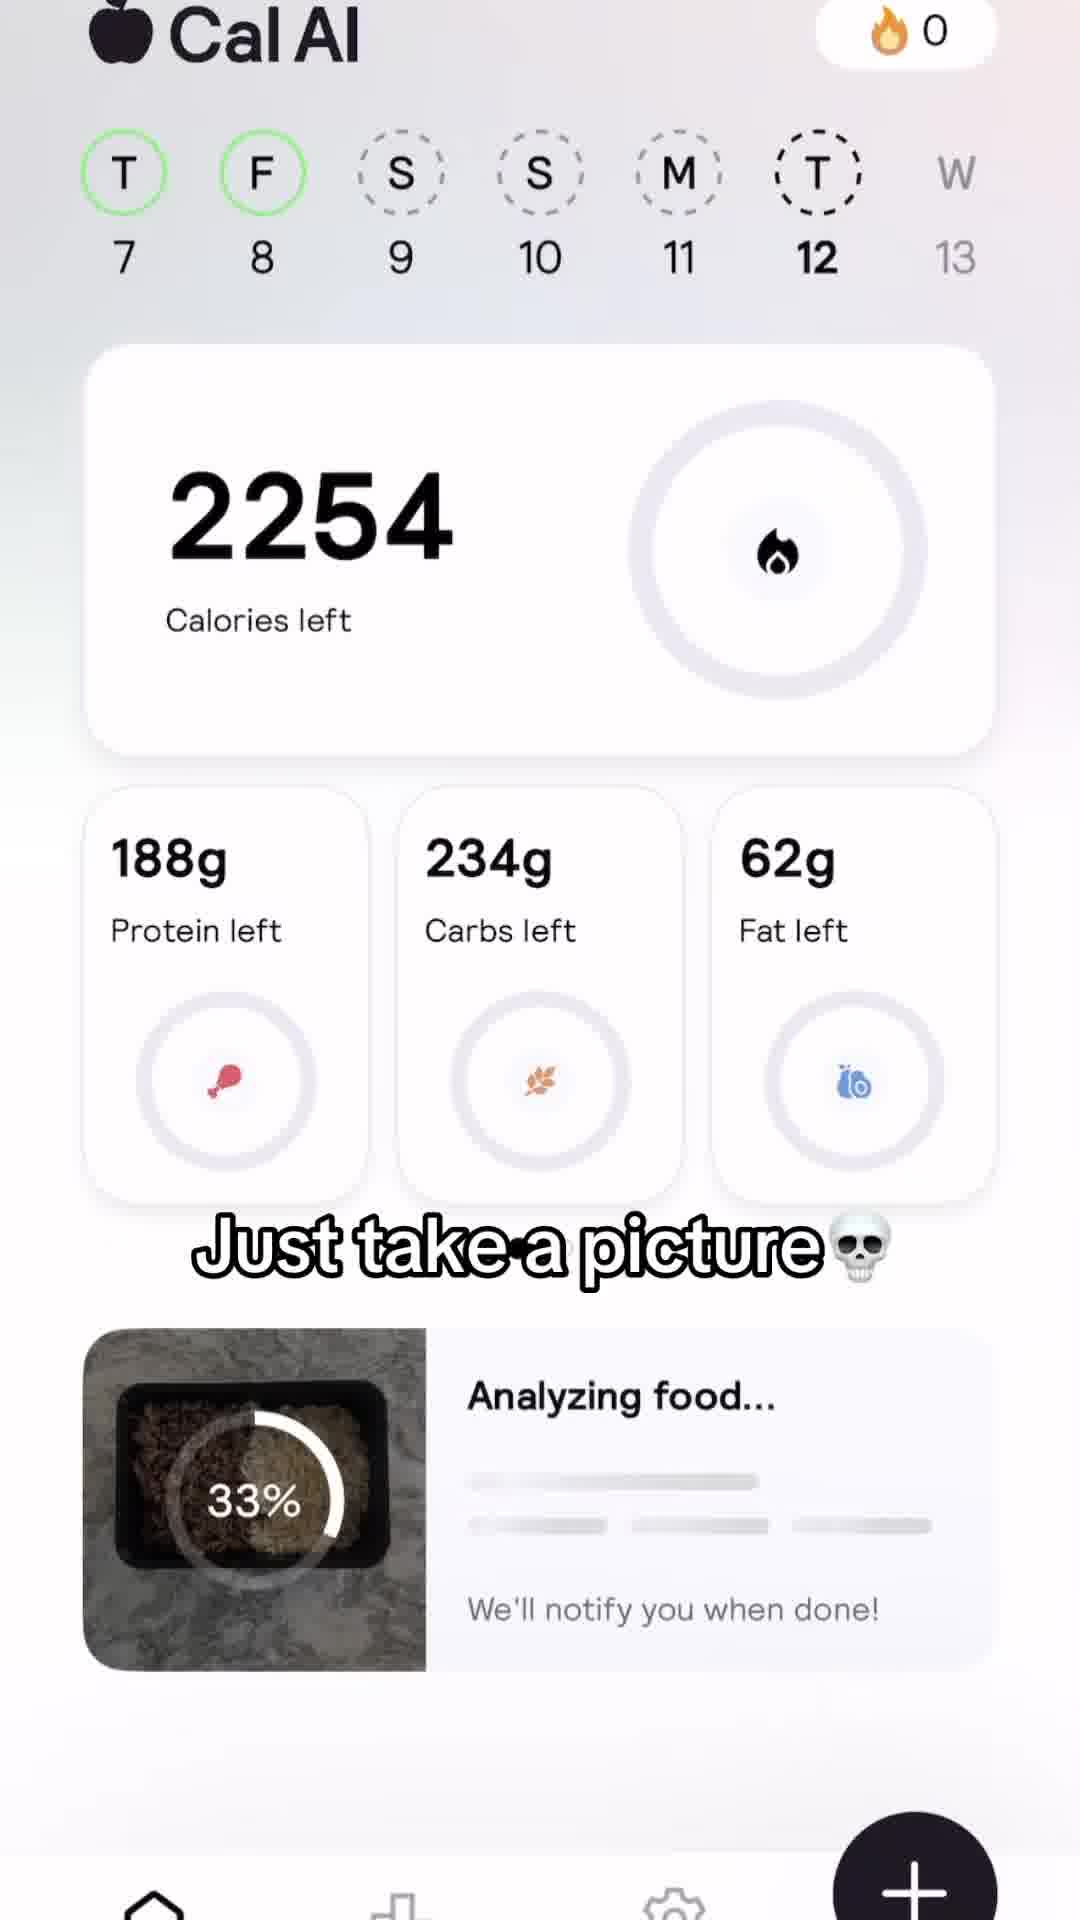 Cal AI
0
T F S S M T W
7 8 9 10 11 12 13
2254
Calories left
188g
Protein left
234g
Carbs left
62g
Fat left
Just take a picture💀
Analyzing food...
33%
We'll notify you when done!